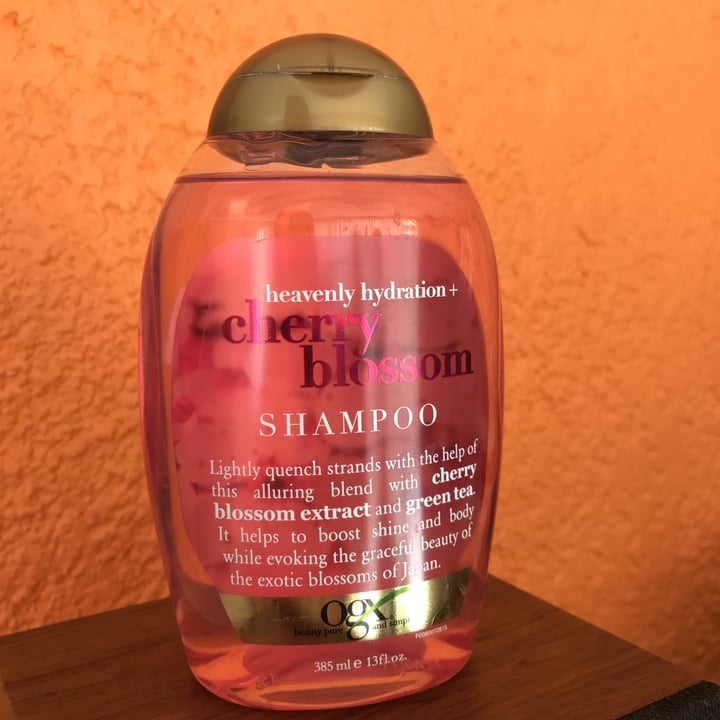 heavenly hydration+
cherry
blossom
SHAMPOO
Lightly quench strands with the help of
this alluring blend with cherry
blossom extract and green tea.
It helps to boost shine and body
while evoking the graceful beauty of
the exotic blossoms of Japan.
ogx
beauty pure and simple
385 ml e 13fl.oz.